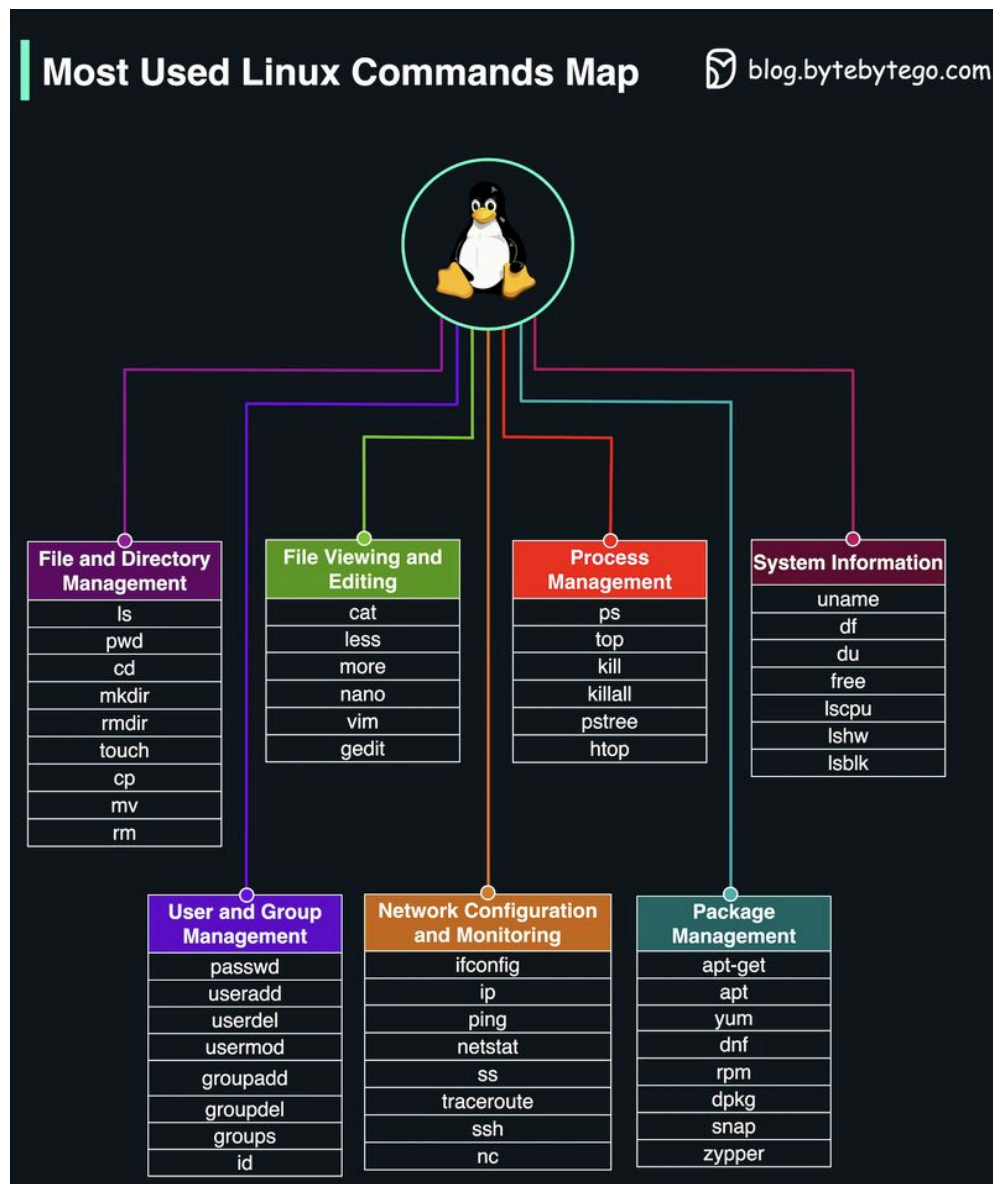 Most Used Linux Commands Map
blog.bytebytego.com
File and Directory
Management
ls
pwd
cd
mkdir
rmdir
touch
cp
mv
rm
File Viewing and
Editing
cat
less
more
nano
vim
gedit
Process
Management
ps
top
kill
killall
pstree
htop
System Information
uname
df
du
free
lscpu
lshw
lsblk
User and Group
Management
passwd
useradd
userdel
usermod
groupadd
groupdel
groups
id
Network Configuration
and Monitoring
ifconfig
ip
ping
netstat
ss
traceroute
ssh
nc
Package
Management
apt-get
apt
yum
dnf
rpm
dpkg
snap
zypper